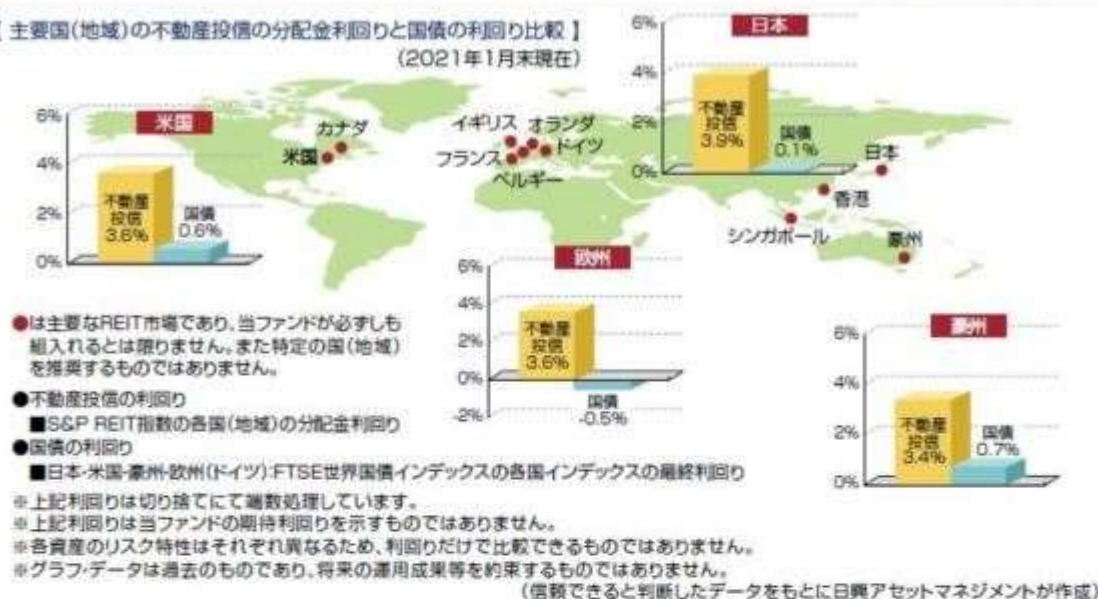 【 主要国(地域)の不動産投信の分配金利回りと国債の利回り比較 】
(2021年1月末現在)
米国
6%
4%
2%
0%
不動産
投信
3.6%
国債
0.6%
カナダ
米国
イギリス
オランダ
フランス
ドイツ
ベルギー
日本
6%
4%
2%
0%
不動産
投信
3.9%
国債
0.1%
日本
香港
シンガポール
豪州
欧州
6%
4%
2%
0%
-2%
不動産
投信
3.6%
国債
-0.5%
豪州
6%
4%
2%
0%
不動産
投信
3.4%
国債
0.7%
●は主要なREIT市場であり、当ファンドが必ずしも
組入れるとは限りません。また特定の国(地域)
を推奨するものではありません。
●不動産投信の利回り
■S&P REIT指数の各国(地域)の分配金利回り
●国債の利回り
■日本・米国・豪州・欧州(ドイツ):FTSE世界国債インデックスの各国インデックスの最終利回り
※上記利回りは切り捨てにて端数処理しています。
※上記利回りは当ファンドの期待利回りを示すものではありません。
※各資産のリスク特性はそれぞれ異なるため、利回りだけで比較できるものではありません。
※グラフ・データは過去のものであり、将来の運用成果等を約束するものではありません。
(信頼できると判断したデータをもとに日興アセットマネジメントが作成)